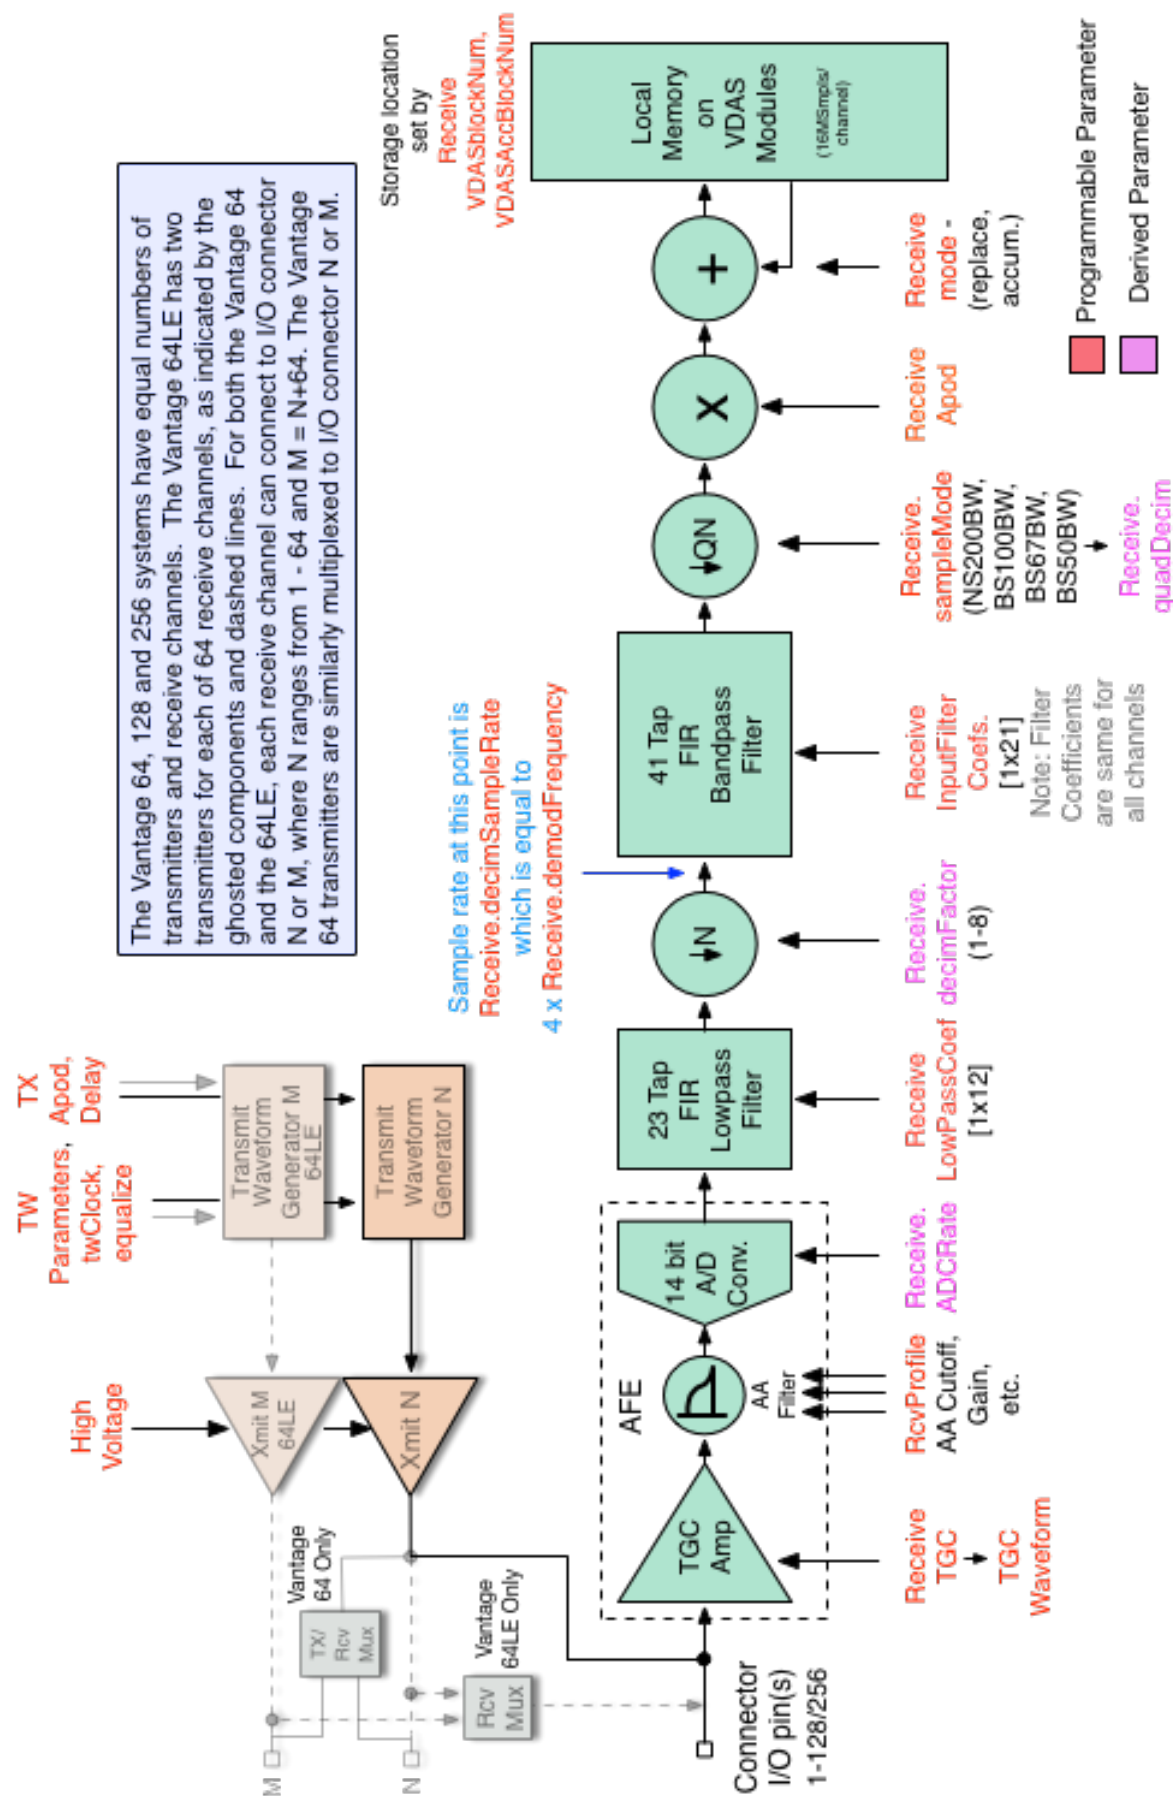 The Vantage 64, 128 and 256 systems have equal numbers of
transmitters and receive channels. The Vantage 64LE has two
transmitters for each of 64 receive channels, as indicated by the
ghosted components and dashed lines. For both the Vantage 64
and the 64LE, each receive channel can connect to I/O connector
N or M, where N ranges from 1 - 64 and M = N+64. The Vantage
64 transmitters are similarly multiplexed to I/O connector N or M.
High
Voltage
TW
Parameters,
twClock,
equalize
TX
Apod,
Delay
M
N
TX/
Rcv
Mux
Vantage
64 Only
Rcv
Mux
Vantage
64LE Only
Xmit M
64LE
Xmit N
Transmit
Waveform
Generator M
64LE
Transmit
Waveform
Generator N
Sample rate at this point is
Receive.decimSampleRate
which is equal to
4 x Receive.demodFrequency
Storage location
set by
Receive
VDASblockNum,
VDASAccBlockNum
Connector
I/O pin(s)
1-128/256
AFE
TGC
Amp
AA
Filter
14 bit
A/D
Conv.
23 Tap
FIR
Lowpass
Filter
N
41 Tap
FIR
Bandpass
Filter
QN
X
+
Local
Memory
on
VDAS
Modules
(16MSmpls/
channel)
Receive
TGC
TGC
Waveform
RcvProfile
AA Cutoff,
Gain,
etc.
Receive.
ADCRate
Receive
LowPassCoef
[1x12]
Receive.
decimFactor
(1-8)
Receive
InputFilter
Coefs.
[1x21]
Note: Filter
Coefficients
are same for
all channels
Receive.
sampleMode
(NS200BW,
BS100BW,
BS67BW,
BS50BW)
Receive.
quadDecim
Receive
Apod
Receive
mode -
(replace,
accum.)
Programmable Parameter
Derived Parameter